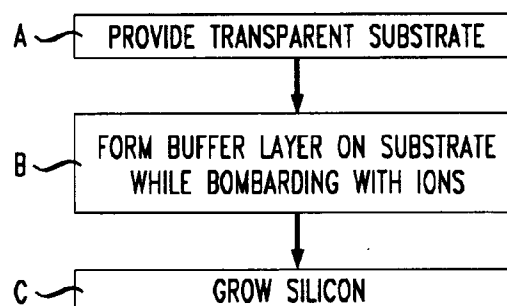 A PROVIDE TRANSPARENT SUBSTRATE
B FORM BUFFER LAYER ON SUBSTRATE
WHILE BOMBARDING WITH IONS
C GROW SILICON